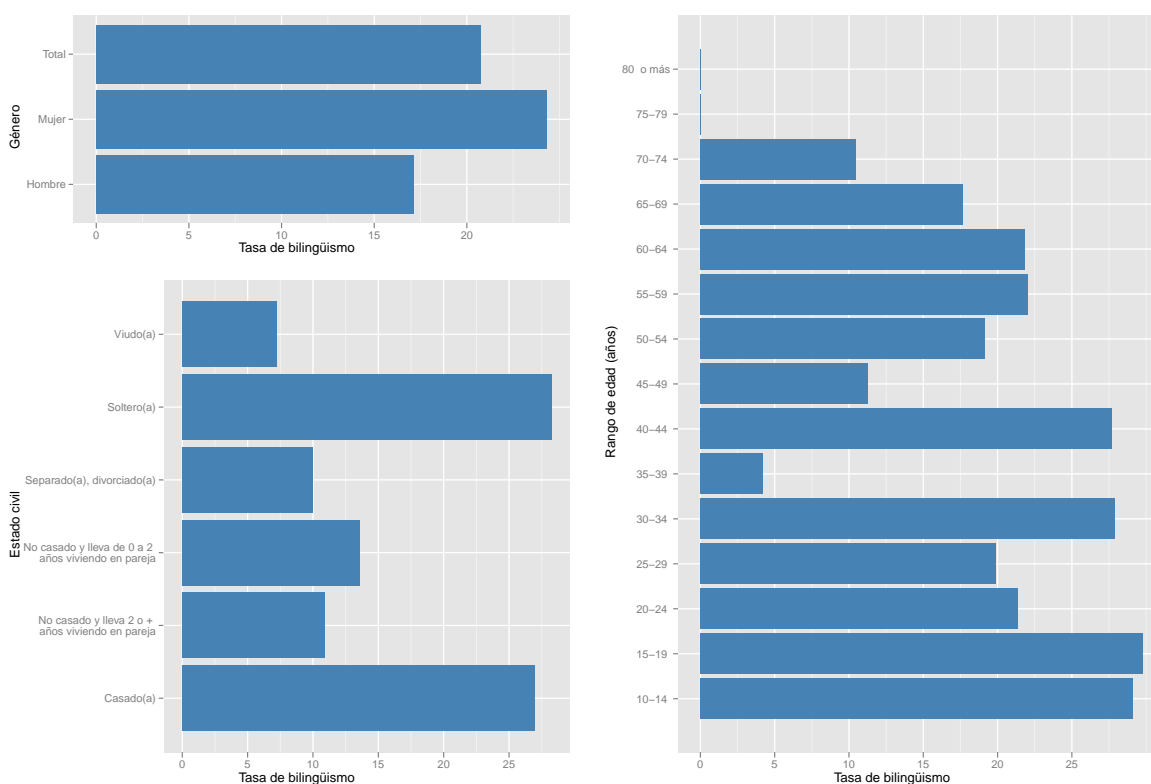 Género
Total
Mujer
Hombre
0 5 10 15 20
Tasa de bilingüismo
Estado civil
Viudo(a)
Soltero(a)
Separado(a), divorciado(a)
No casado y lleva de 0 a 2
años viviendo en pareja
No casado y lleva 2 o +
años viviendo en pareja
Casado(a)
0 5 10 15 20 25
Tasa de bilingüismo
Rango de edad (años)
80 o más
75−79
70−74
65−69
60−64
55−59
50−54
45−49
40−44
35−39
30−34
25−29
20−24
15−19
10−14
0 5 10 15 20 25
Tasa de bilingüismo